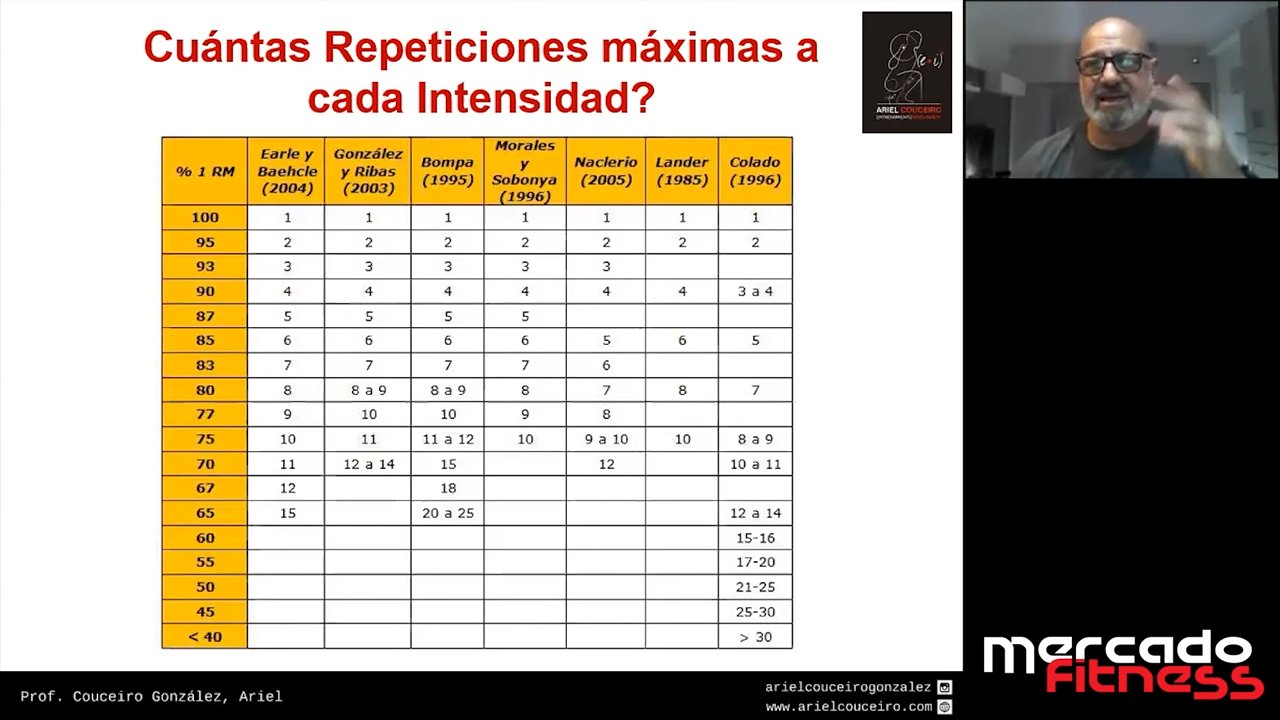 Cuántas Repeticiones máximas a
cada Intensidad?
ARIEL COUCEIRO
% 1 RM Earle y Baehcle (2004) González y Ribas (2003) Bompa (1995) Morales y Sobonya (1996) Naclerio (2005) Lander (1985) Colado (1996)
100 1 1 1 1 1 1 1
95 2 2 2 2 2 2 2
93 3 3 3 3 3
90 4 4 4 4 4 4 3 a 4
87 5 5 5 5
85 6 6 6 6 5 6 5
83 7 7 7 7 6
80 8 8 a 9 8 a 9 8 7 8 7
77 9 10 10 9 8
75 10 11 11 a 12 10 9 a 10 10 8 a 9
70 11 12 a 14 15 12 10 a 11
67 12 18
65 15 20 a 25 12 a 14
60 15-16
55 17-20
50 21-25
45 25-30
< 40 > 30
mercado
fitness
Prof. Couceiro González, Ariel
arielcouceirogonzalez
www.arielcouceiro.com